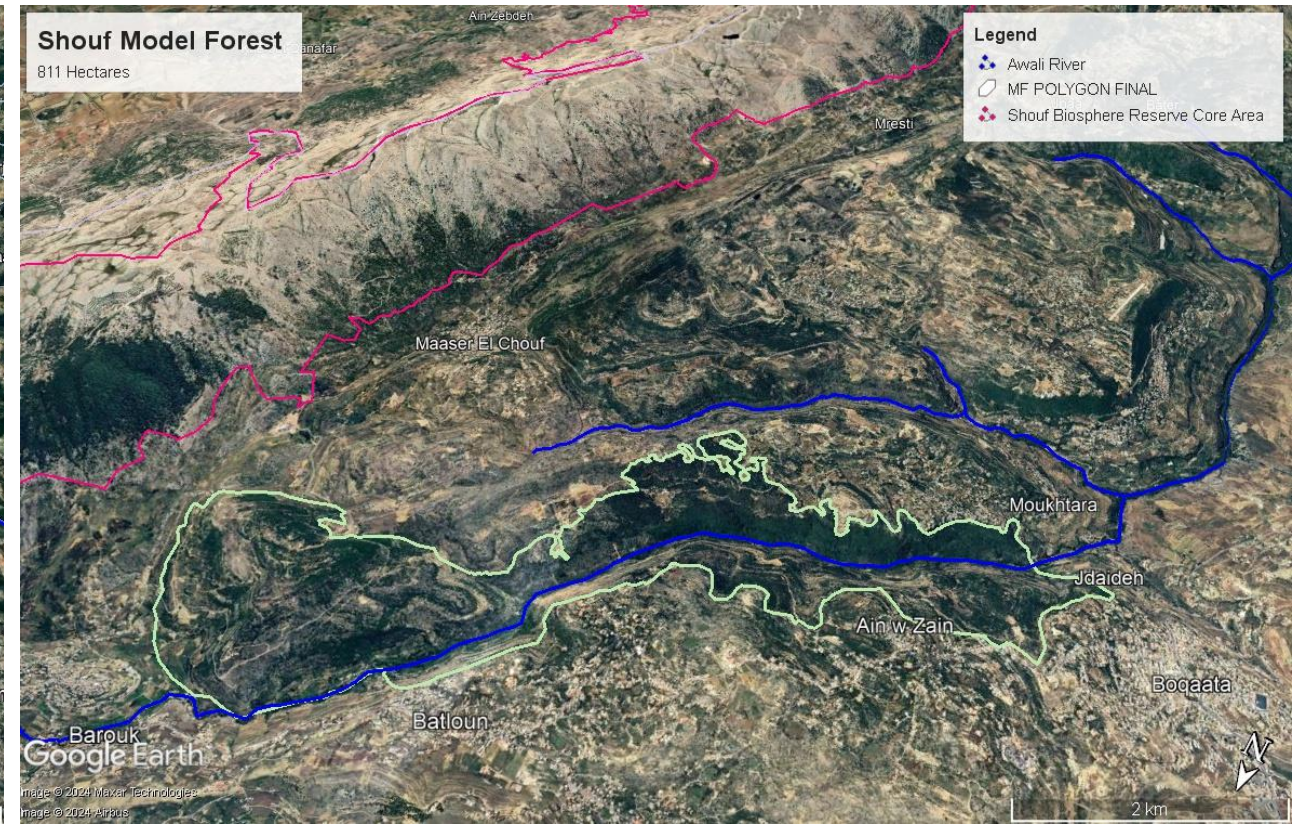 Shouf Model Forest
811 Hectares
Legend
Awali River
MF POLYGON FINAL
Shouf Biosphere Reserve Core Area
Ain Zebdeh
Mresti
Maaser El Chouf
Moukhtara
Jdaideh
Ain w Zain
Boqaata
Batloun
Barouk
Google Earth
Image © 2024 Maxar Technologies
Image © 2024 Airbus
N
2 km